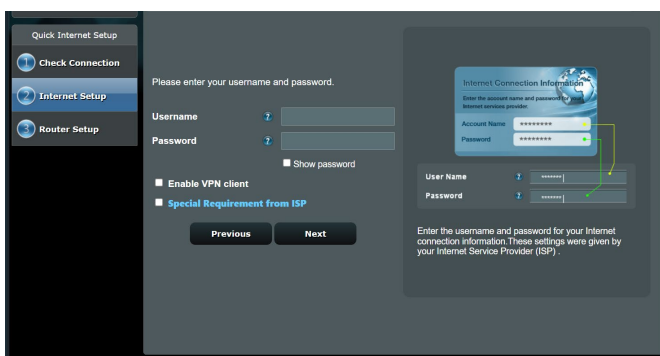 Quick Internet Setup
1 Check Connection
2 Internet Setup
3 Router Setup
Please enter your username and password.
Username ?
Password ?
Show password
Enable VPN client
Special Requirement from ISP
Previous Next
Internet Connection Information
Enter the account name and password for your
Internet services provider.
Account Name ********
Password ********
User Name ? *******
Password ? *******
Enter the username and password for your Internet
connection information.These settings were given by
your Internet Service Provider (ISP) .